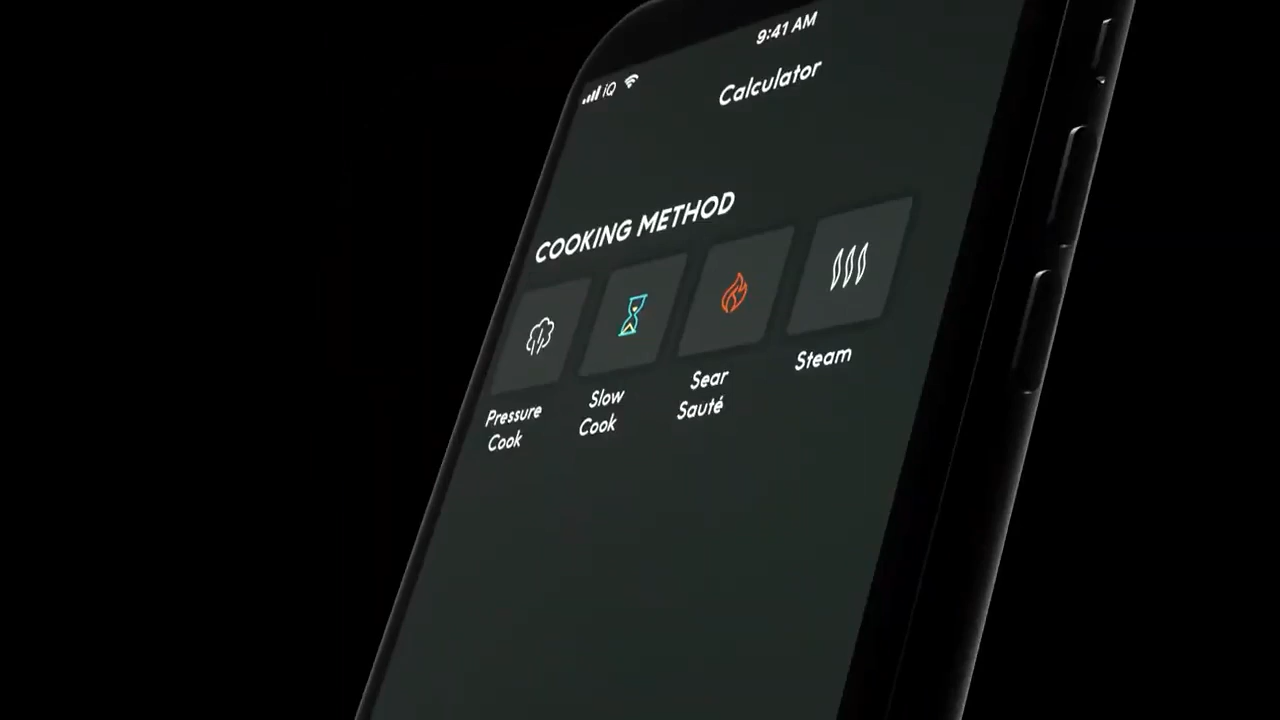 9:41 AM
iQ
Calculator
COOKING METHOD
Pressure
Cook
Slow
Cook
Sear
Sauté
Steam